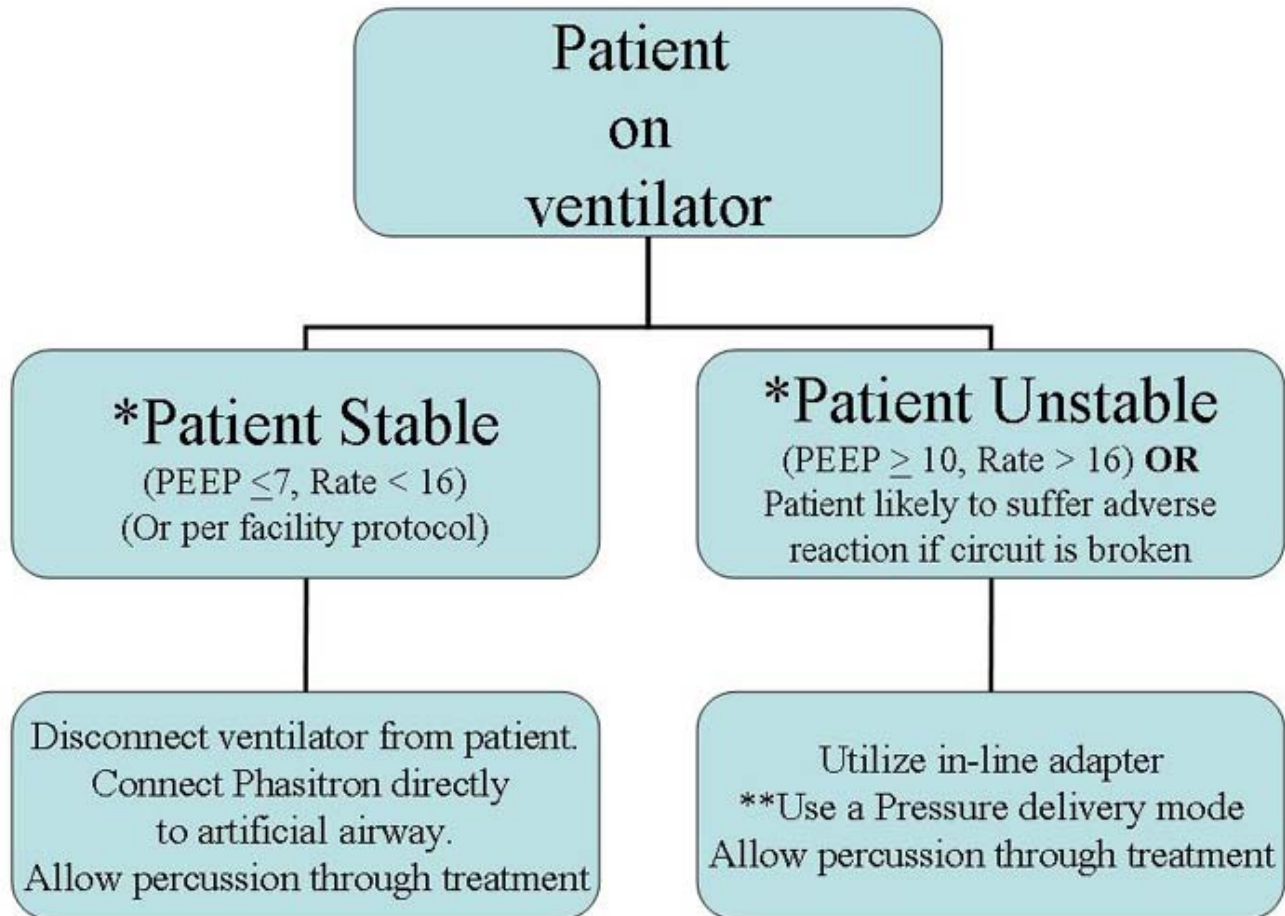 Patient
on
ventilator
*Patient Stable
(PEEP ≤7, Rate < 16)
(Or per facility protocol)
*Patient Unstable
(PEEP ≥ 10, Rate > 16) OR
Patient likely to suffer adverse
reaction if circuit is broken
Disconnect ventilator from patient.
Connect Phasitron directly
to artificial airway.
Allow percussion through treatment
Utilize in-line adapter
**Use a Pressure delivery mode
Allow percussion through treatment